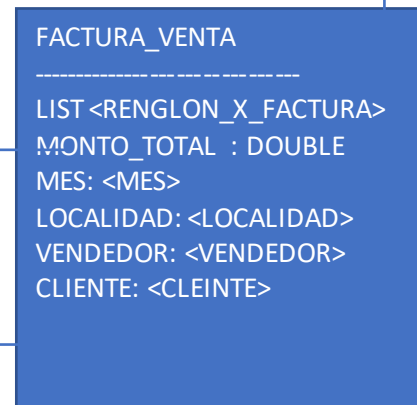 FACTURA_VENTA
--------------------------------
LIST<RENGLON_X_FACTURA>
MONTO_TOTAL : DOUBLE
MES: <MES>
LOCALIDAD: <LOCALIDAD>
VENDEDOR: <VENDEDOR>
CLIENTE: <CLEINTE>